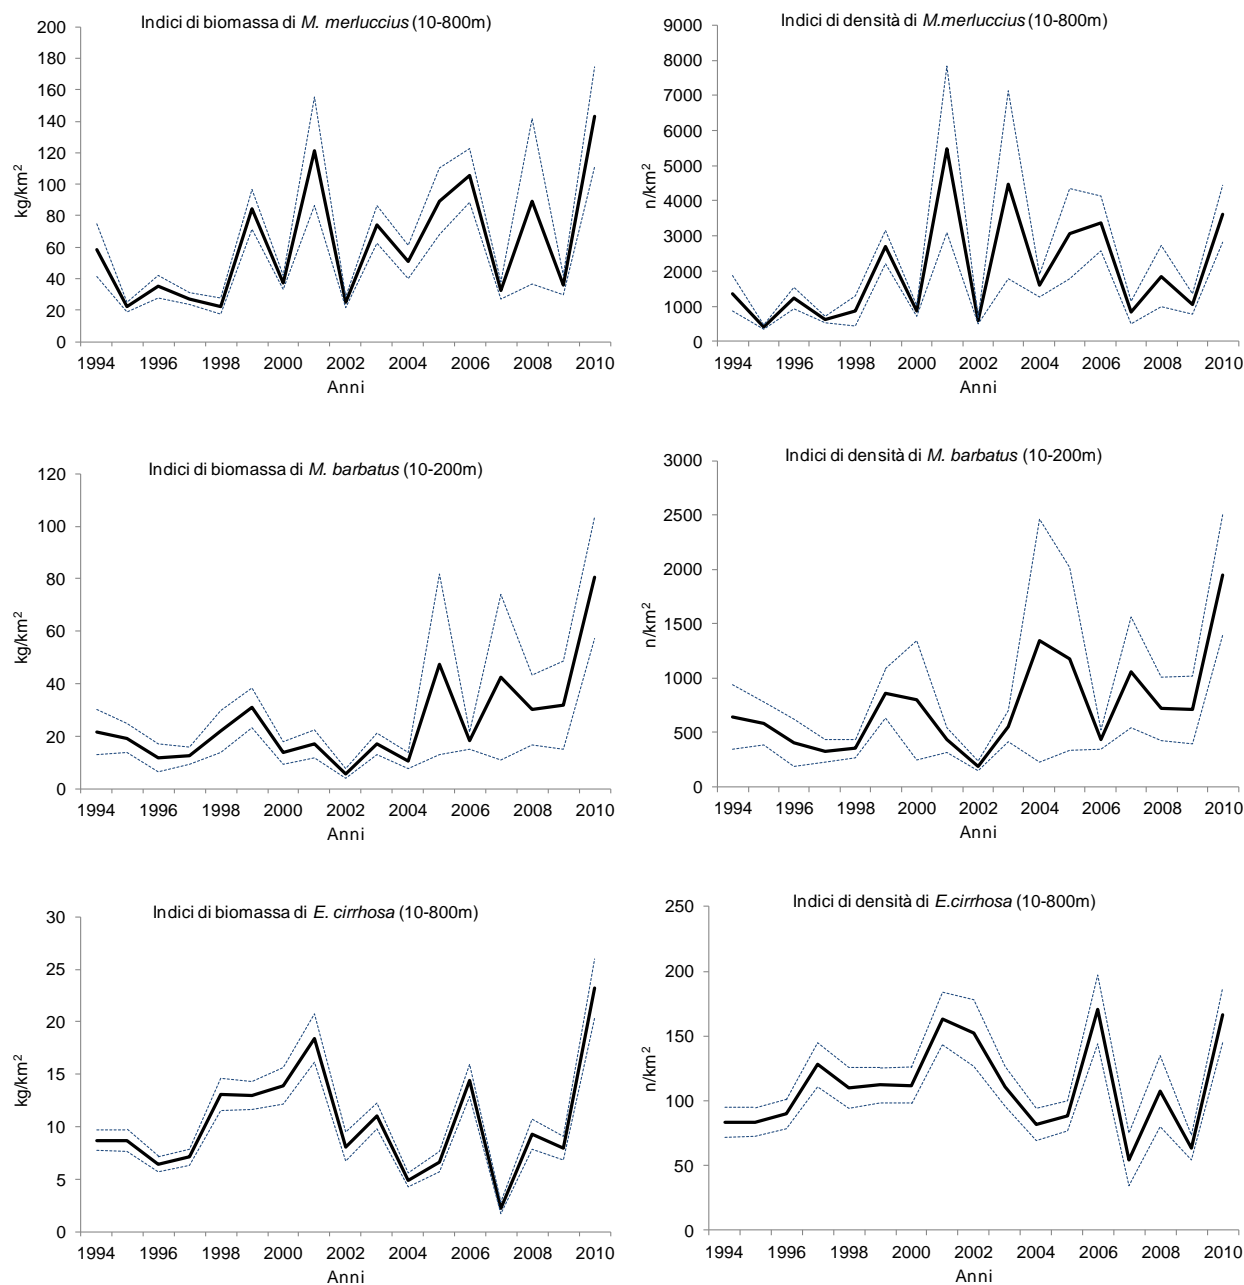 Indici di biomassa di M. merluccius (10-800m)
200
180
160
140
120
100
80
60
40
20
0
kg/km²
1994 1996 1998 2000 2002 2004 2006 2008 2010
Anni
Indici di densità di M.merluccius (10-800m)
9000
8000
7000
6000
5000
4000
3000
2000
1000
0
n/km²
1994 1996 1998 2000 2002 2004 2006 2008 2010
Anni
Indici di biomassa di M. barbatus (10-200m)
120
100
80
60
40
20
0
kg/km²
1994 1996 1998 2000 2002 2004 2006 2008 2010
Anni
Indici di densità di M. barbatus (10-200m)
3000
2500
2000
1500
1000
500
0
n/km²
1994 1996 1998 2000 2002 2004 2006 2008 2010
Anni
Indici di biomassa di E. cirrhosa (10-800m)
30
25
20
15
10
5
0
kg/km²
1994 1996 1998 2000 2002 2004 2006 2008 2010
Anni
Indici di densità di E.cirrhosa (10-800m)
250
200
150
100
50
0
n/km²
1994 1996 1998 2000 2002 2004 2006 2008 2010
Anni